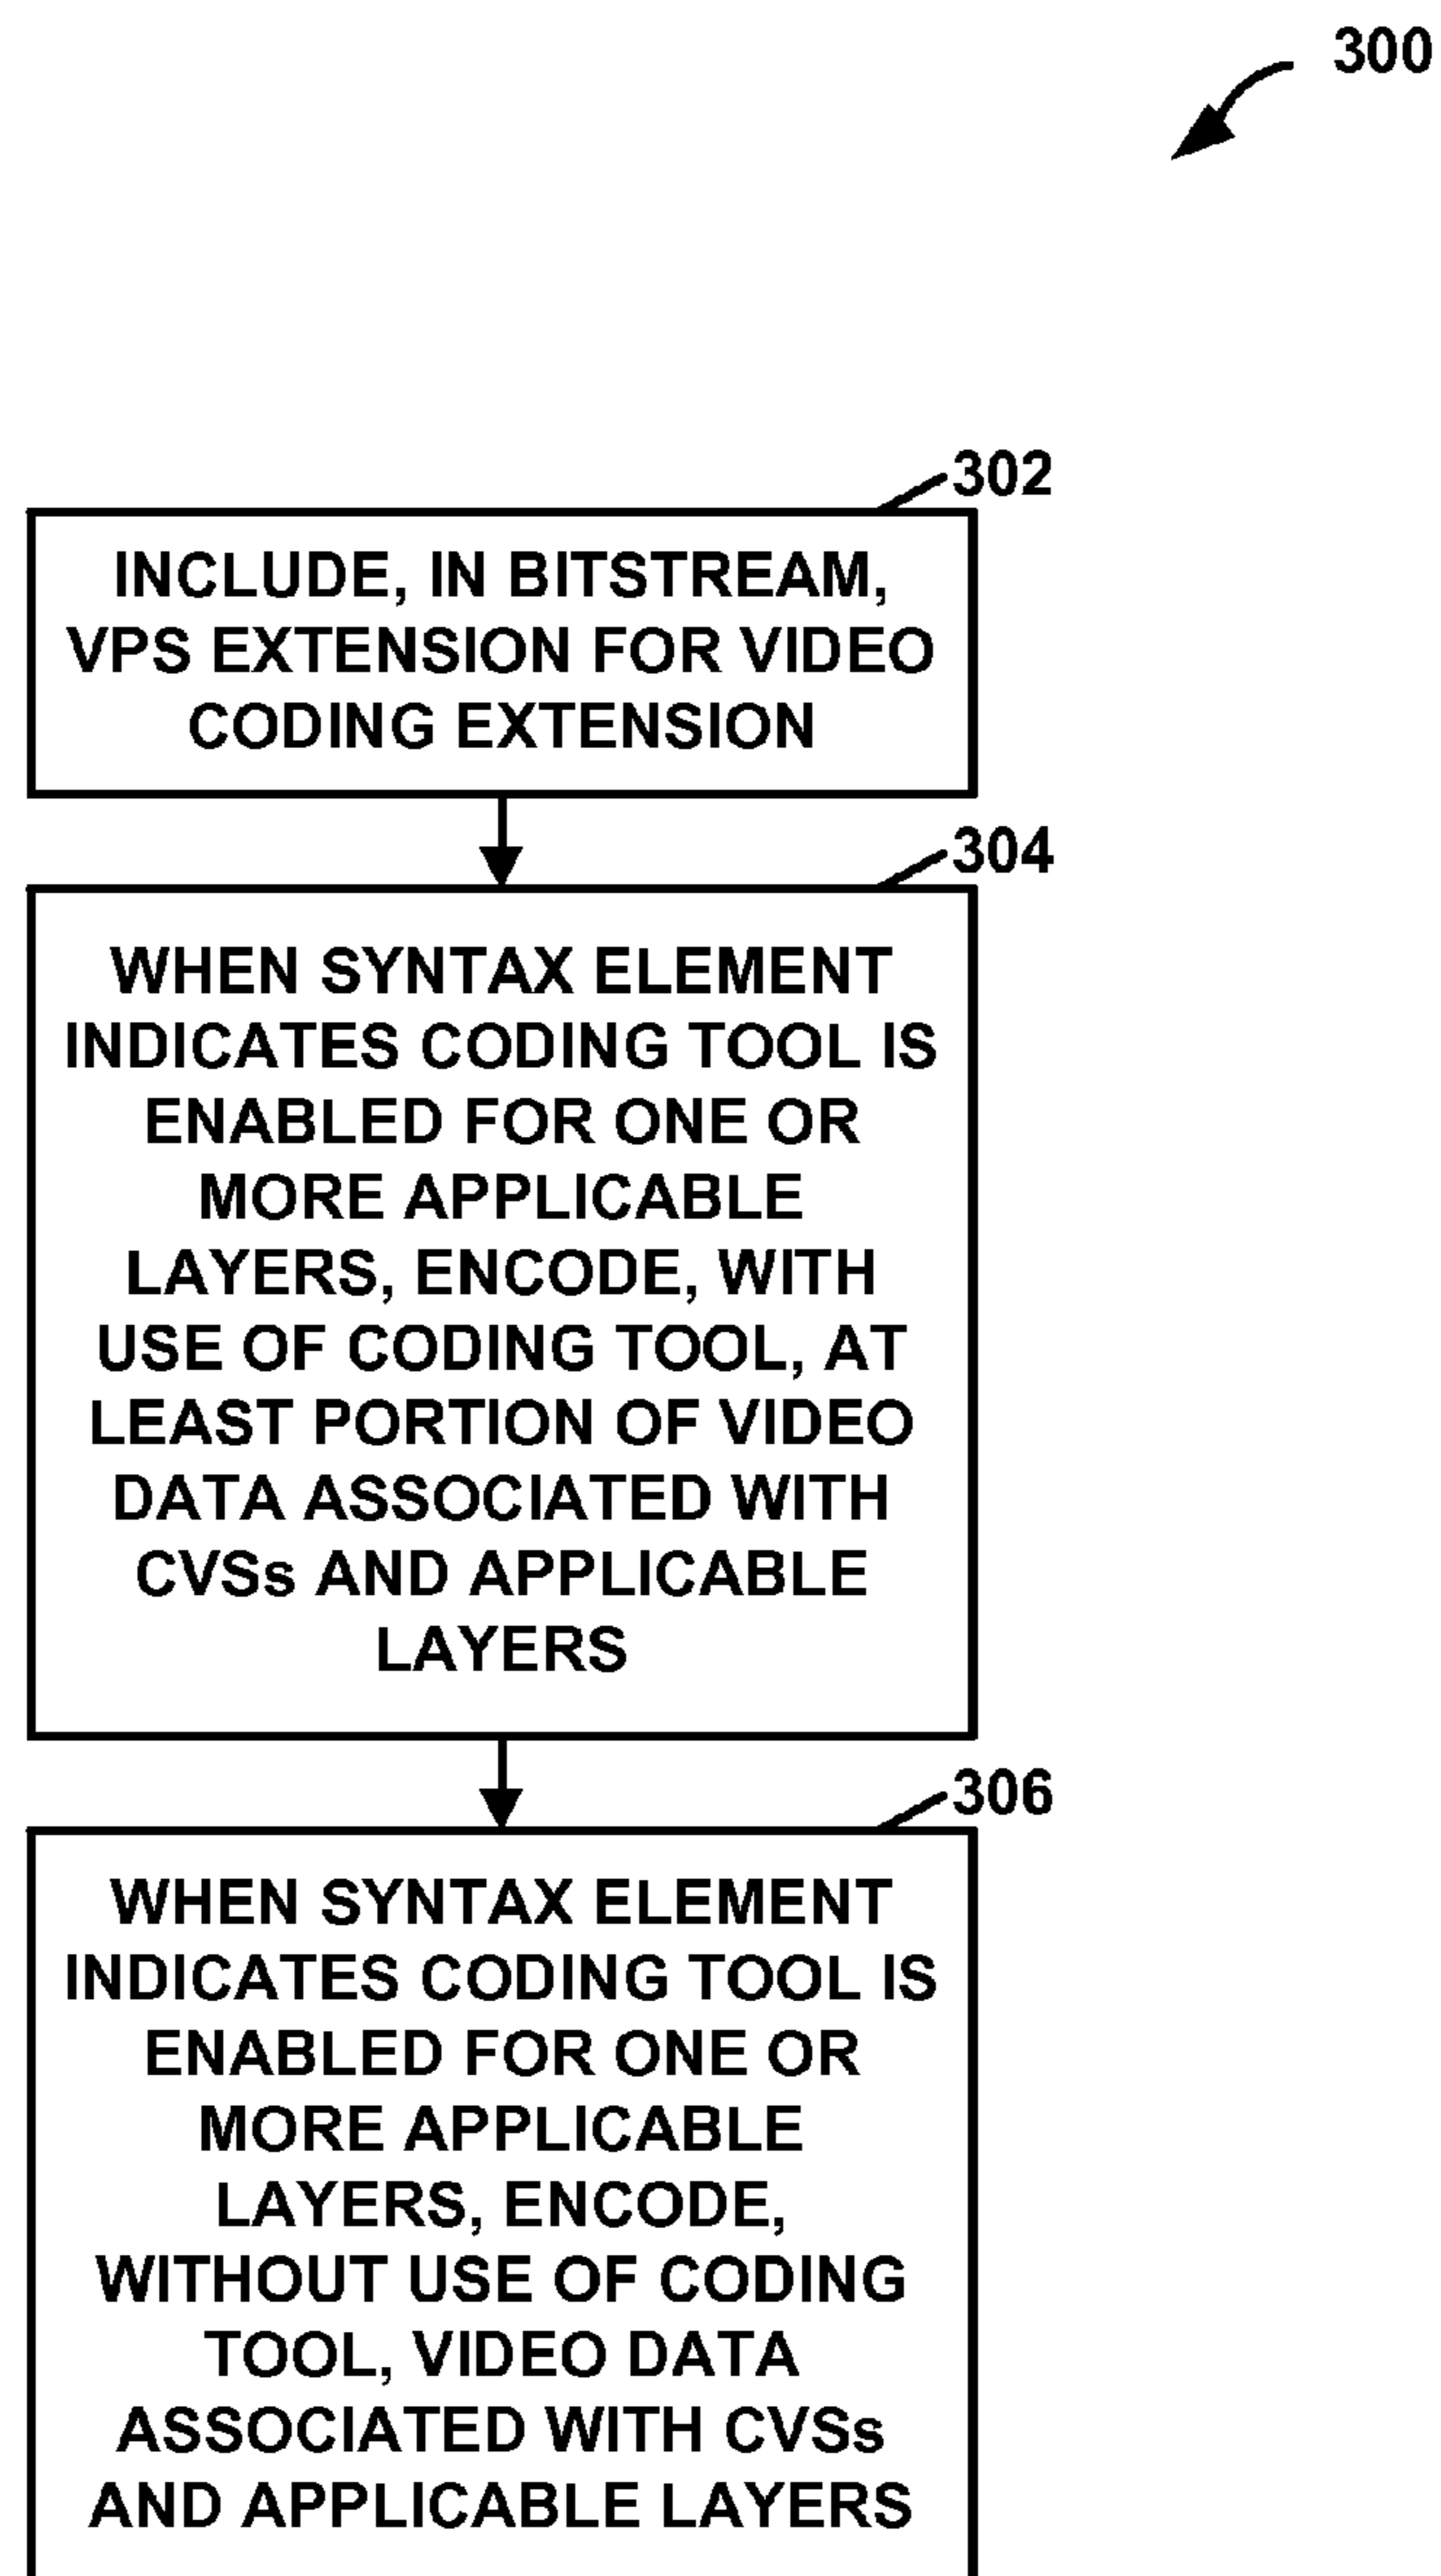 300
302
INCLUDE, IN BITSTREAM,
VPS EXTENSION FOR VIDEO
CODING EXTENSION
304
WHEN SYNTAX ELEMENT
INDICATES CODING TOOL IS
ENABLED FOR ONE OR
MORE APPLICABLE
LAYERS, ENCODE, WITH
USE OF CODING TOOL, AT
LEAST PORTION OF VIDEO
DATA ASSOCIATED WITH
CVSs AND APPLICABLE
LAYERS
306
WHEN SYNTAX ELEMENT
INDICATES CODING TOOL IS
ENABLED FOR ONE OR
MORE APPLICABLE
LAYERS, ENCODE,
WITHOUT USE OF CODING
TOOL, VIDEO DATA
ASSOCIATED WITH CVSs
AND APPLICABLE LAYERS